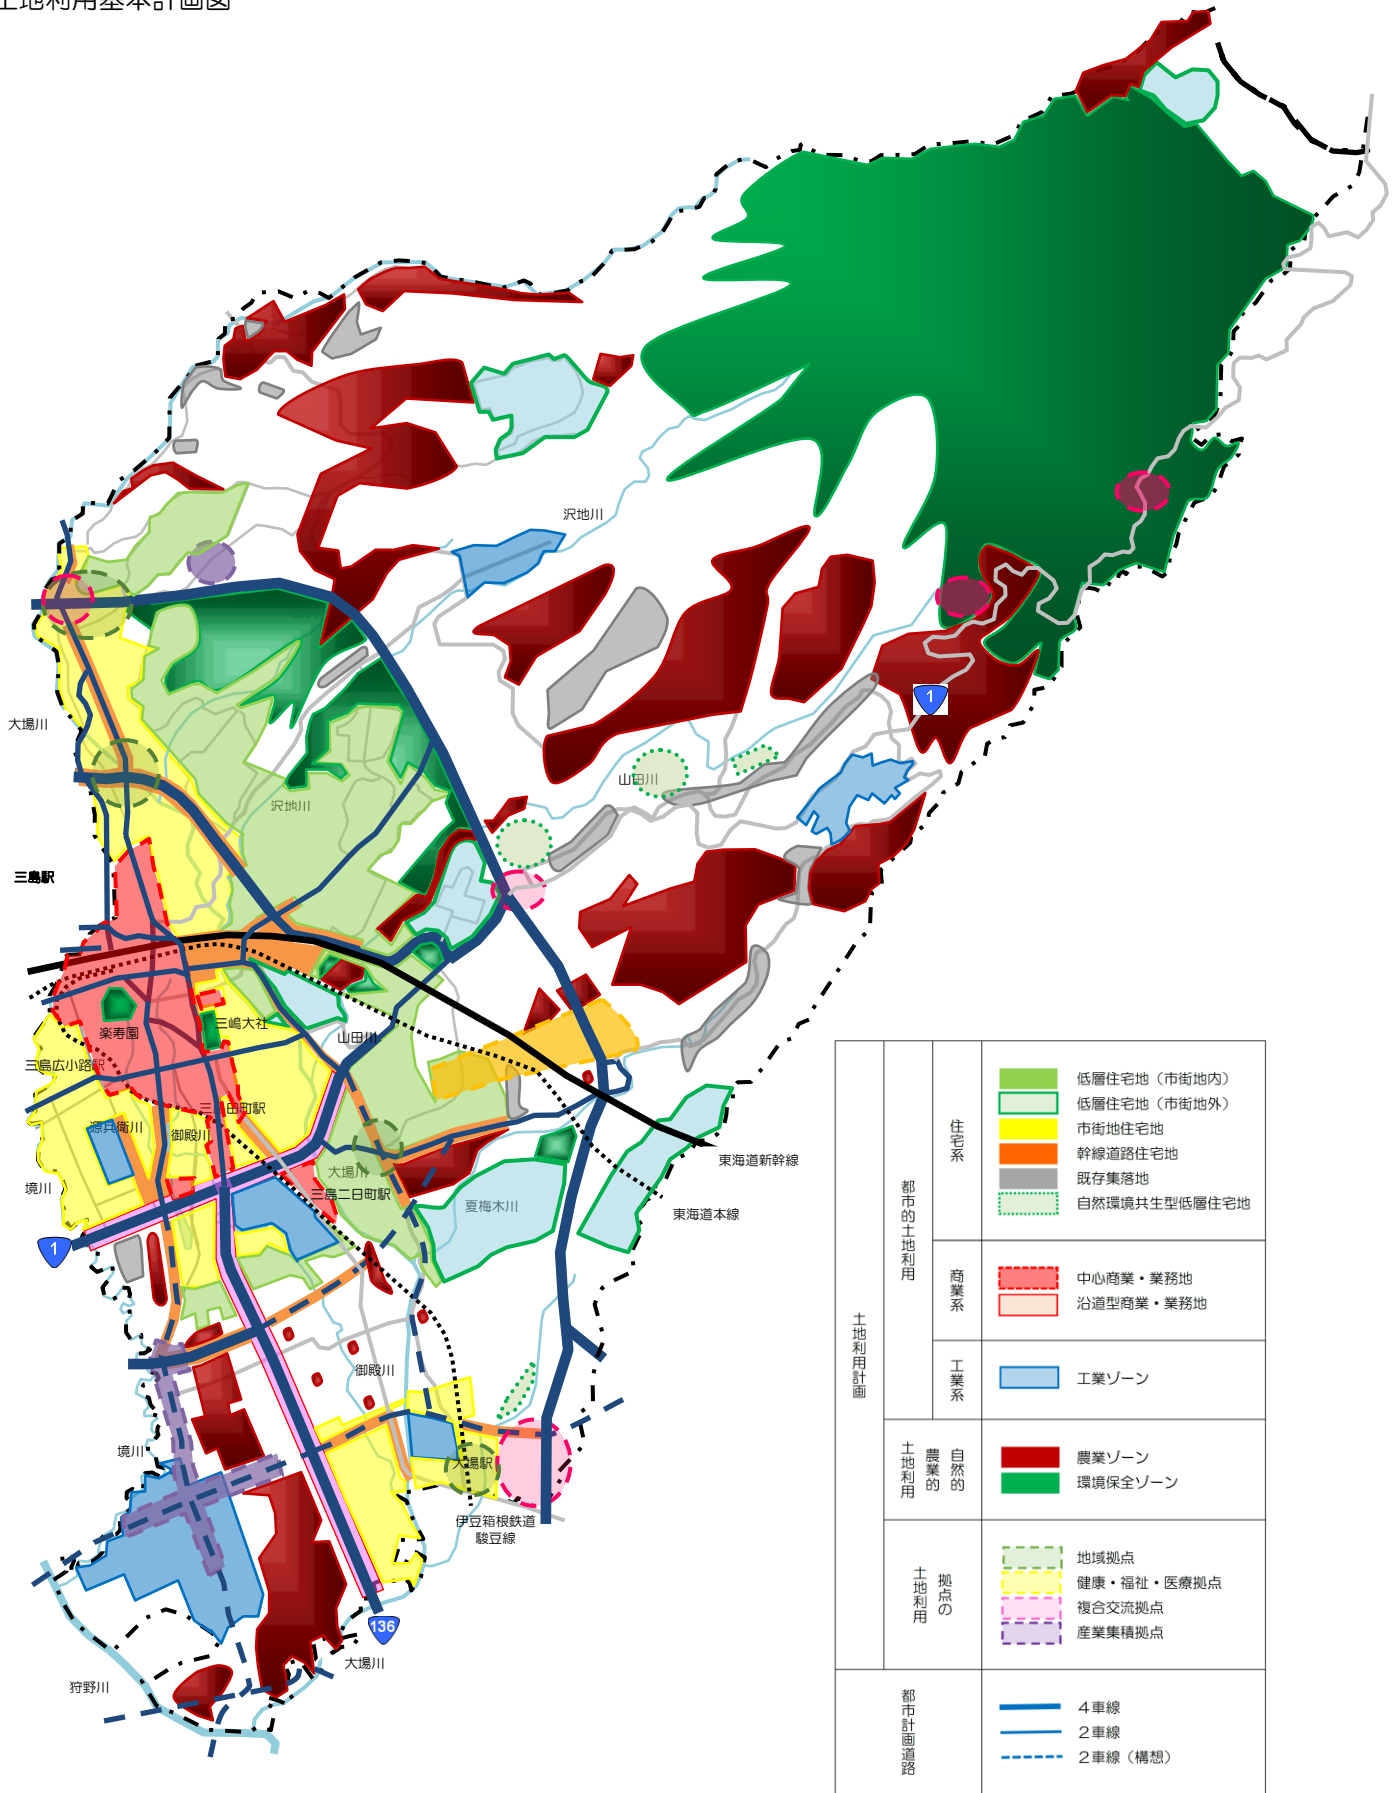 土地利用基本計画図
沢地川
1
大場川
山田川
沢地川
三島駅
三嶋大社
楽寿園
山田川
三島広小路駅
三島田町駅
源兵衛川
御殿川
東海道新幹線
大場川
境川
三島二日町駅
夏梅木川
東海道本線
1
御殿川
境川
大場駅
伊豆箱根鉄道
駿豆線
136
大場川
狩野川
土地利用計画
都市的土地利用
住宅系
低層住宅地（市街地内）
低層住宅地（市街地外）
市街地住宅地
幹線道路住宅地
既存集落地
自然環境共生型低層住宅地
商業系
中心商業・業務地
沿道型商業・業務地
工業系
工業ゾーン
自然的
農業的
土地利用
農業ゾーン
環境保全ゾーン
拠点の
土地利用
地域拠点
健康・福祉・医療拠点
複合交流拠点
産業集積拠点
都市計画道路
４車線
２車線
２車線（構想）